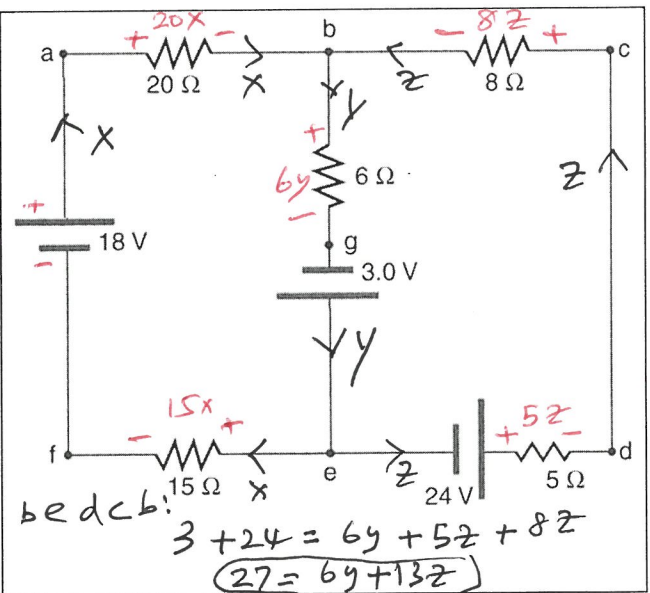 20x
+ -
a
20 Ω
x
b
- 8z +
z
8 Ω
c
x
y
+
6y
6 Ω
-
z
+
18 V
-
g
3.0 V
y
15x
- +
f
15 Ω
x
e
z
24 V
+ 5z -
5 Ω
d
bedcb:
3 + 24 = 6y + 5z + 8z
27 = 6y + 13z